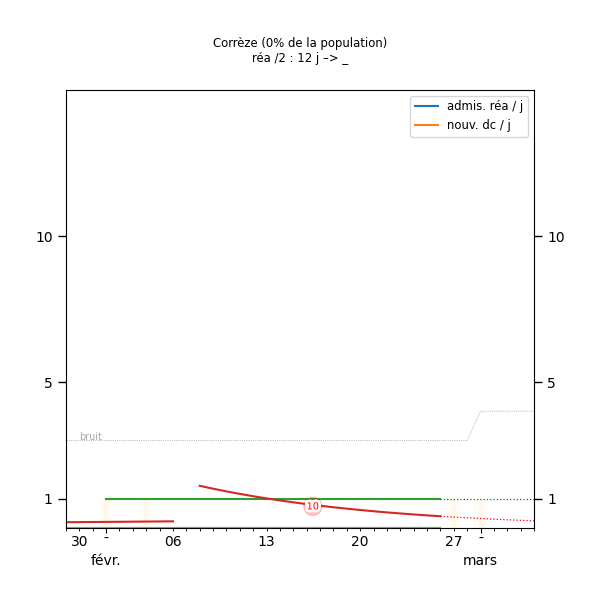 Corrèze (0% de la population)
réa /2 : 12 j –> _
admis. réa / j
nouv. dc / j
10 10
5 5
bruit
1 1
10
30 - 06 13 20 27 -
févr. mars